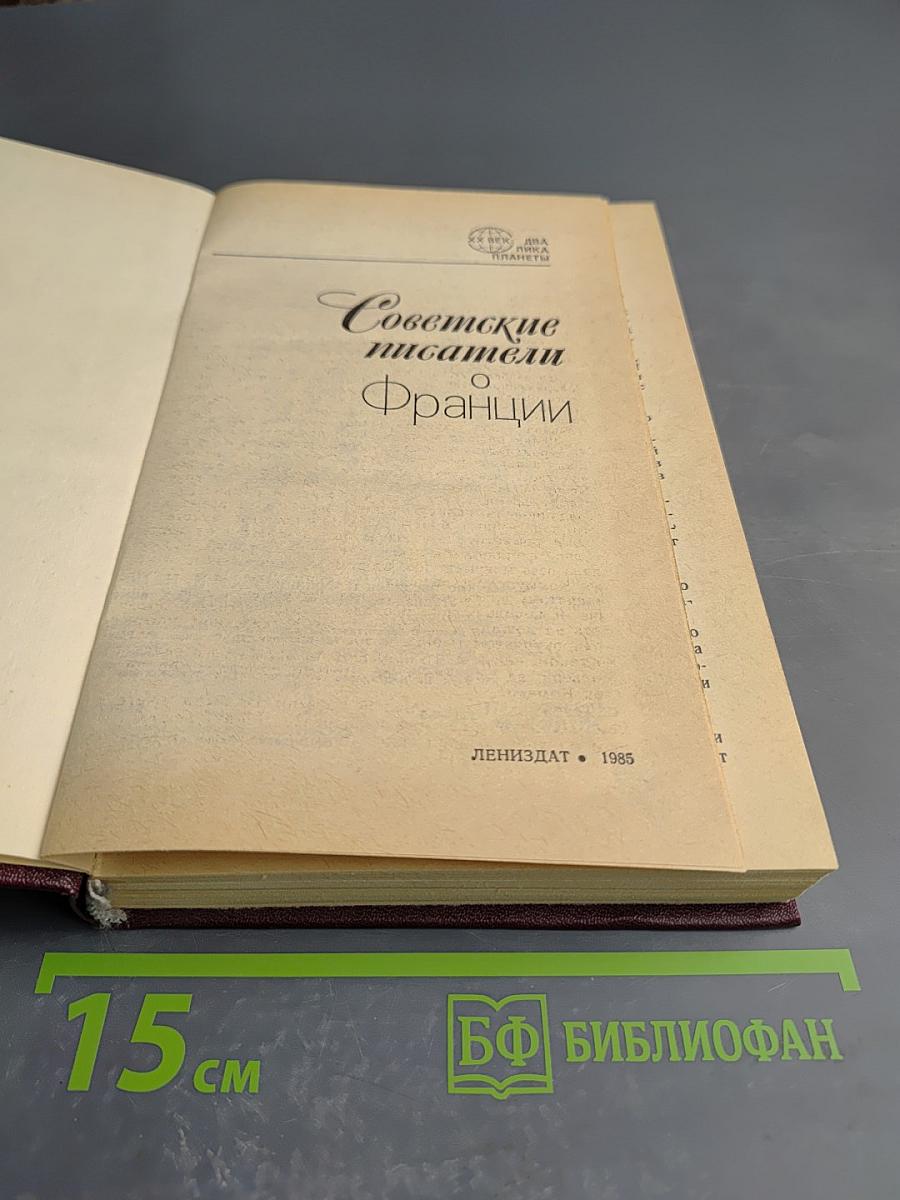 XX ВЕК
ДВА
ЛИКА
ПЛАНЕТЫ
Советские
писатели
о
Франции
ЛЕНИЗДАТ • 1985
15 см
БФ БИБЛИОФАН